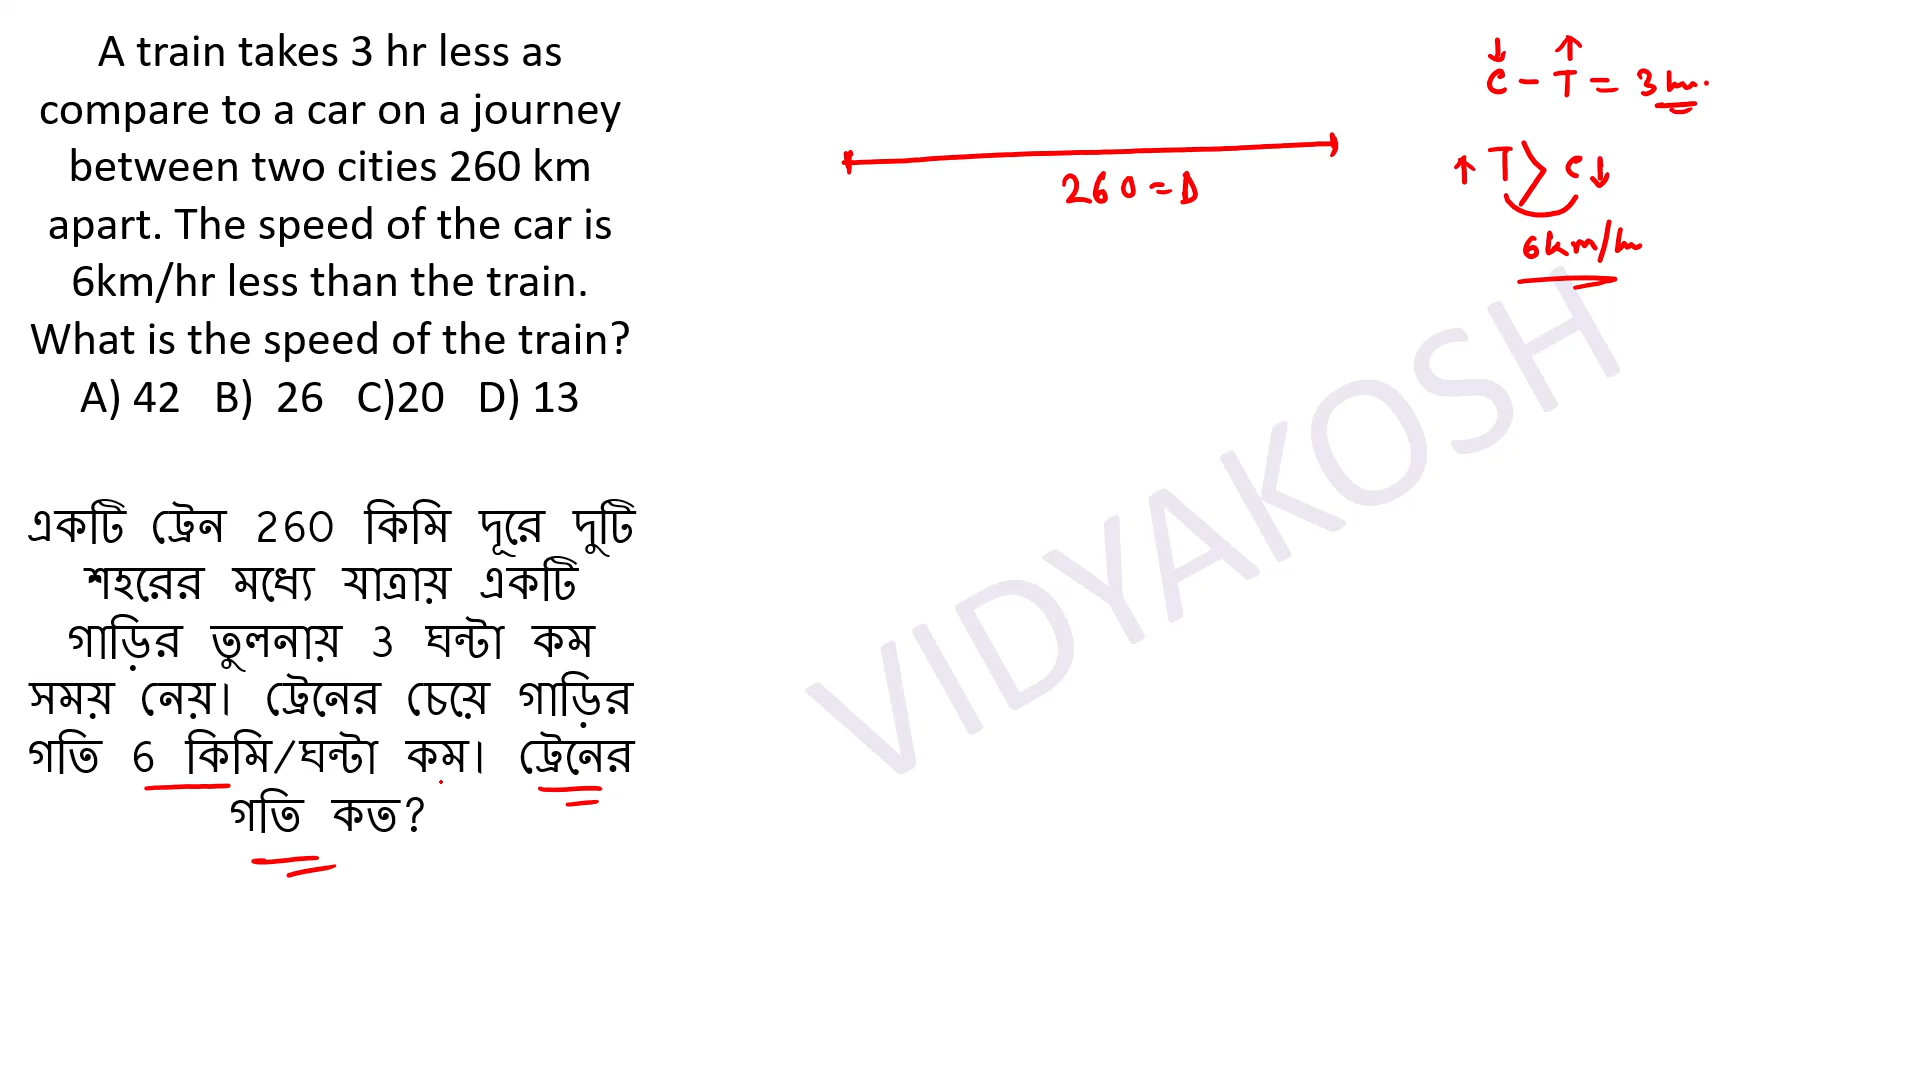 A train takes 3 hr less as
compare to a car on a journey
between two cities 260 km
apart. The speed of the car is
6km/hr less than the train.
What is the speed of the train?
A) 42 B) 26 C)20 D) 13
একটি ট্রেন 260 কিমি দূরে দুটি
শহরের মধ্যে যাত্রায় একটি
গাড়ির তুলনায় 3 ঘন্টা কম
সময় নেয়। ট্রেনের চেয়ে গাড়ির
গতি 6 কিমি/ঘন্টা কম। ট্রেনের
গতি কত?
260 = D
↓ ↑
C - T = 3 hr.
↑ T > C ↓
6km/hr
VIDYAKOSH